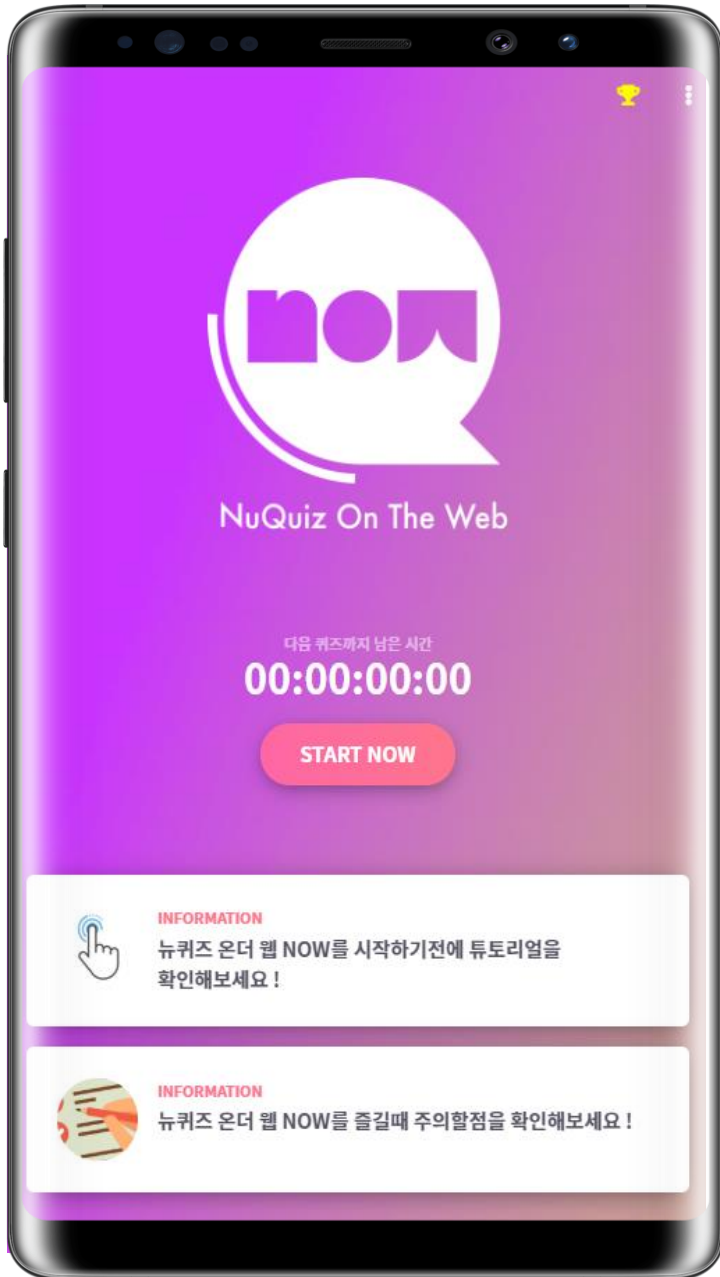 now
NuQuiz On The Web
다음 퀴즈까지 남은 시간
00:00:00:00
START NOW
INFORMATION
뉴퀴즈 온더 웹 NOW를 시작하기전에 튜토리얼을
확인해보세요 !
INFORMATION
뉴퀴즈 온더 웹 NOW를 즐길때 주의할점을 확인해보세요 !